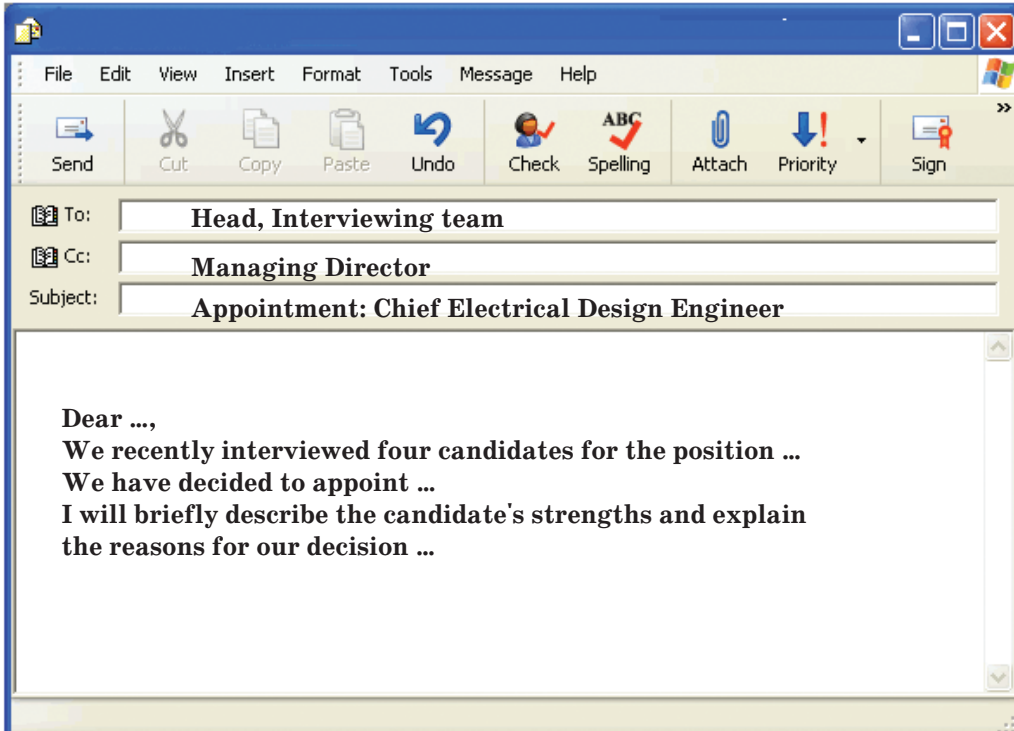 File Edit View Insert Format Tools Message Help
»
Send Cut Copy Paste Undo Check ABC Spelling Attach Priority Sign
To: Head, Interviewing team
Cc: Managing Director
Subject: Appointment: Chief Electrical Design Engineer
Dear ...,
We recently interviewed four candidates for the position ...
We have decided to appoint ...
I will briefly describe the candidate's strengths and explain
the reasons for our decision ...